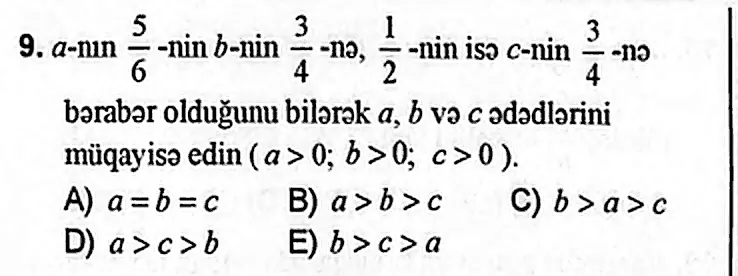 9. a-nın 5/6 -nin b-nin 3/4 -nə, 1/2 -nin isə c-nin 3/4 -nə
bərabər olduğunu bilərək a, b və c ədədlərini
müqayisə edin ( a > 0; b > 0; c > 0 ).
A) a = b = c B) a > b > c C) b > a > c
D) a > c > b E) b > c > a